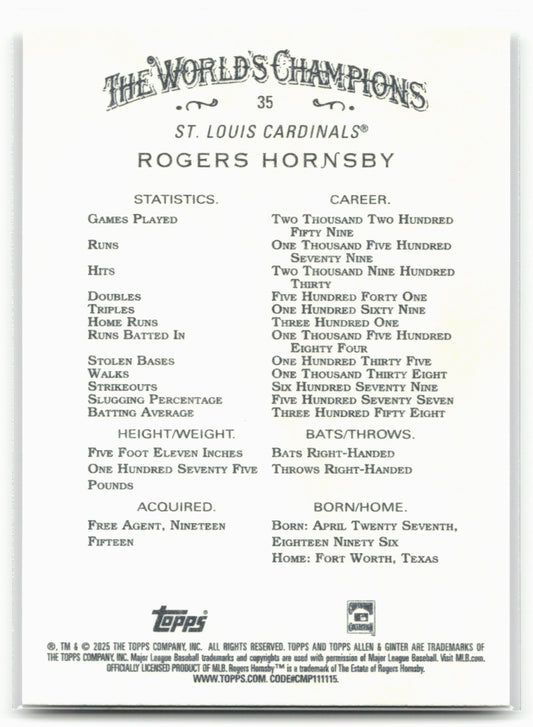 THE WORLD'S CHAMPIONS
35
ST. LOUIS CARDINALS®
ROGERS HORNSBY
STATISTICS. CAREER.
GAMES PLAYED TWO THOUSAND TWO HUNDRED
FIFTY NINE
RUNS ONE THOUSAND FIVE HUNDRED
SEVENTY NINE
HITS TWO THOUSAND NINE HUNDRED
THIRTY
DOUBLES FIVE HUNDRED FORTY ONE
TRIPLES ONE HUNDRED SIXTY NINE
HOME RUNS THREE HUNDRED ONE
RUNS BATTED IN ONE THOUSAND FIVE HUNDRED
EIGHTY FOUR
STOLEN BASES ONE HUNDRED THIRTY FIVE
WALKS ONE THOUSAND THIRTY EIGHT
STRIKEOUTS SIX HUNDRED SEVENTY NINE
SLUGGING PERCENTAGE FIVE HUNDRED SEVENTY SEVEN
BATTING AVERAGE THREE HUNDRED FIFTY EIGHT
HEIGHT/WEIGHT. BATS/THROWS.
FIVE FOOT ELEVEN INCHES BATS RIGHT-HANDED
ONE HUNDRED SEVENTY FIVE THROWS RIGHT-HANDED
POUNDS
ACQUIRED. BORN/HOME.
FREE AGENT, NINETEEN BORN: APRIL TWENTY SEVENTH,
FIFTEEN EIGHTEEN NINETY SIX
HOME: FORT WORTH, TEXAS
Topps
®, TM & © 2025 THE TOPPS COMPANY, INC. ALL RIGHTS RESERVED. TOPPS AND TOPPS ALLEN & GINTER ARE TRADEMARKS OF
THE TOPPS COMPANY, INC. Major League Baseball trademarks and copyrights are used with permission of Major League Baseball. Visit MLB.com.
OFFICIALLY LICENSED PRODUCT OF MLB. Rogers Hornsby™ is a trademark of The Estate of Rogers Hornsby.
WWW.TOPPS.COM. CODE#CMP111115.